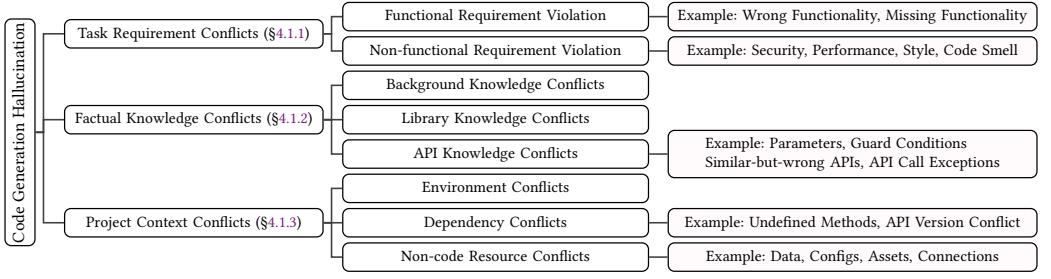 Code Generation Hallucination
Task Requirement Conflicts (§4.1.1)
Functional Requirement Violation
Example: Wrong Functionality, Missing Functionality
Non-functional Requirement Violation
Example: Security, Performance, Style, Code Smell
Factual Knowledge Conflicts (§4.1.2)
Background Knowledge Conflicts
Library Knowledge Conflicts
API Knowledge Conflicts
Example: Parameters, Guard Conditions
Similar-but-wrong APIs, API Call Exceptions
Project Context Conflicts (§4.1.3)
Environment Conflicts
Dependency Conflicts
Example: Undefined Methods, API Version Conflict
Non-code Resource Conflicts
Example: Data, Configs, Assets, Connections